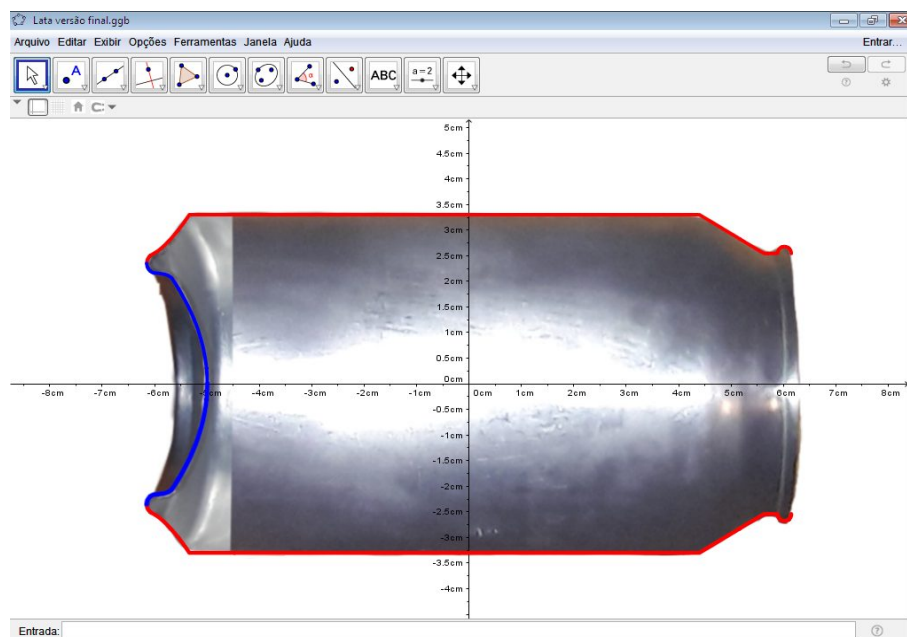 Lata versão final.ggb
Arquivo Editar Exibir Opções Ferramentas Janela Ajuda
Entrar...
ABC
a=2
5cm
4.5cm
4cm
3.5cm
3cm
2.5cm
2cm
1.5cm
1cm
0.5cm
0cm
-8cm -7cm -6cm -5cm -4cm -3cm -2cm -1cm 0cm 1cm 2cm 3cm 4cm 5cm 6cm 7cm 8cm
-0.5cm
-1cm
-1.5cm
-2cm
-2.5cm
-3cm
-3.5cm
-4cm
Entrada: